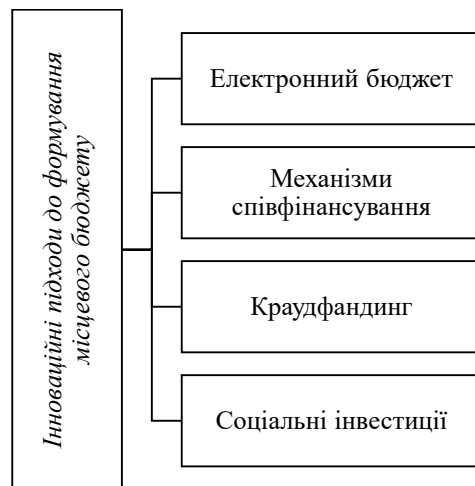 Інноваційні підходи до формування
місцевого бюджету
Електронний бюджет
Механізми
співфінансування
Краудфандинг
Соціальні інвестиції